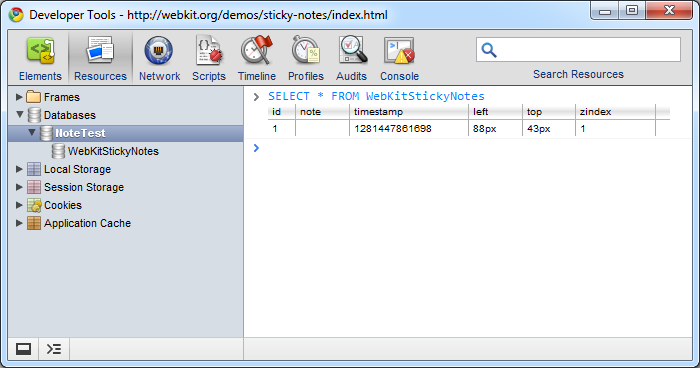 Developer Tools - http://webkit.org/demos/sticky-notes/index.html
Elements Resources Network Scripts Timeline Profiles Audits Console Search Resources
Frames
Databases
NoteTest
WebKitStickyNotes
Local Storage
Session Storage
Cookies
Application Cache
> SELECT * FROM WebKitStickyNotes
id note timestamp left top zindex
1 1281447861698 88px 43px 1
>